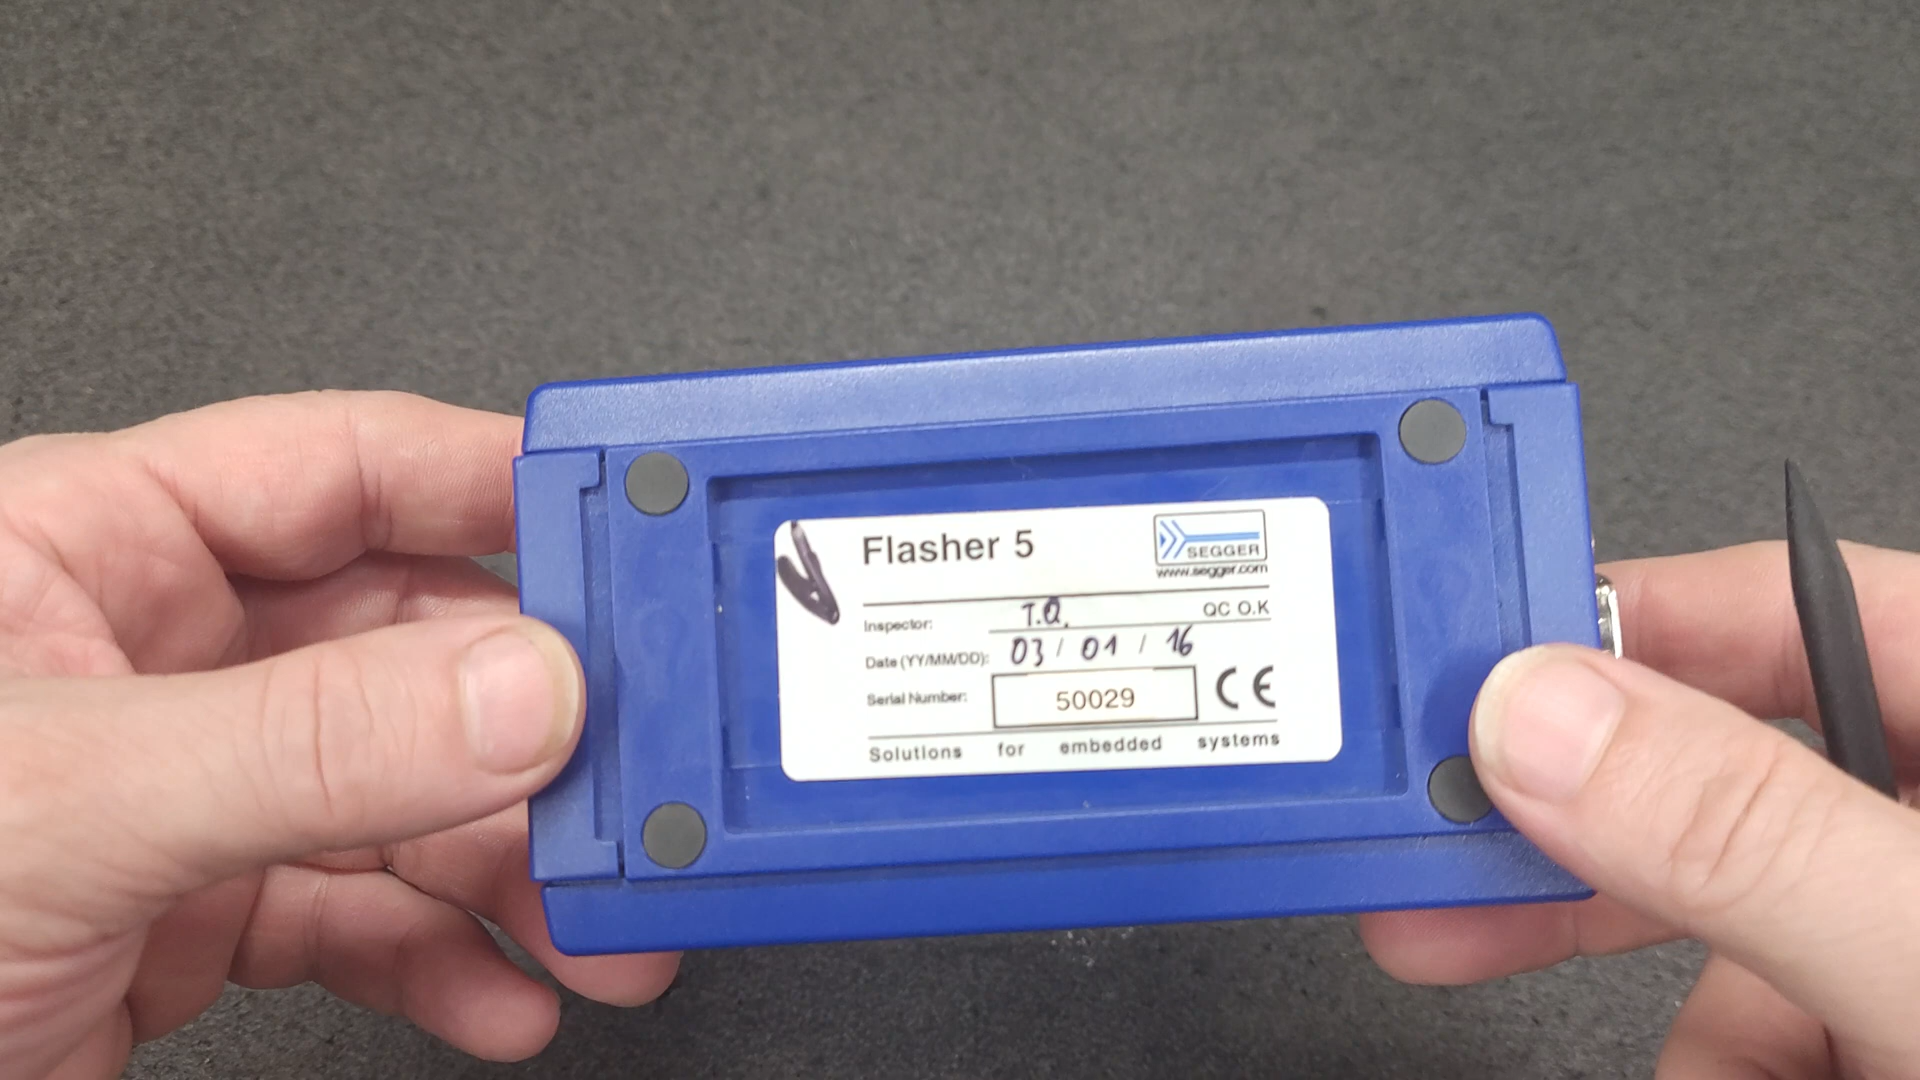 Flasher 5
SEGGER
www.segger.com
Inspector: T.Q. QC O.K
Date (YY/MM/DD): 03 / 01 / 16
Serial Number: 50029 CE
Solutions for embedded systems